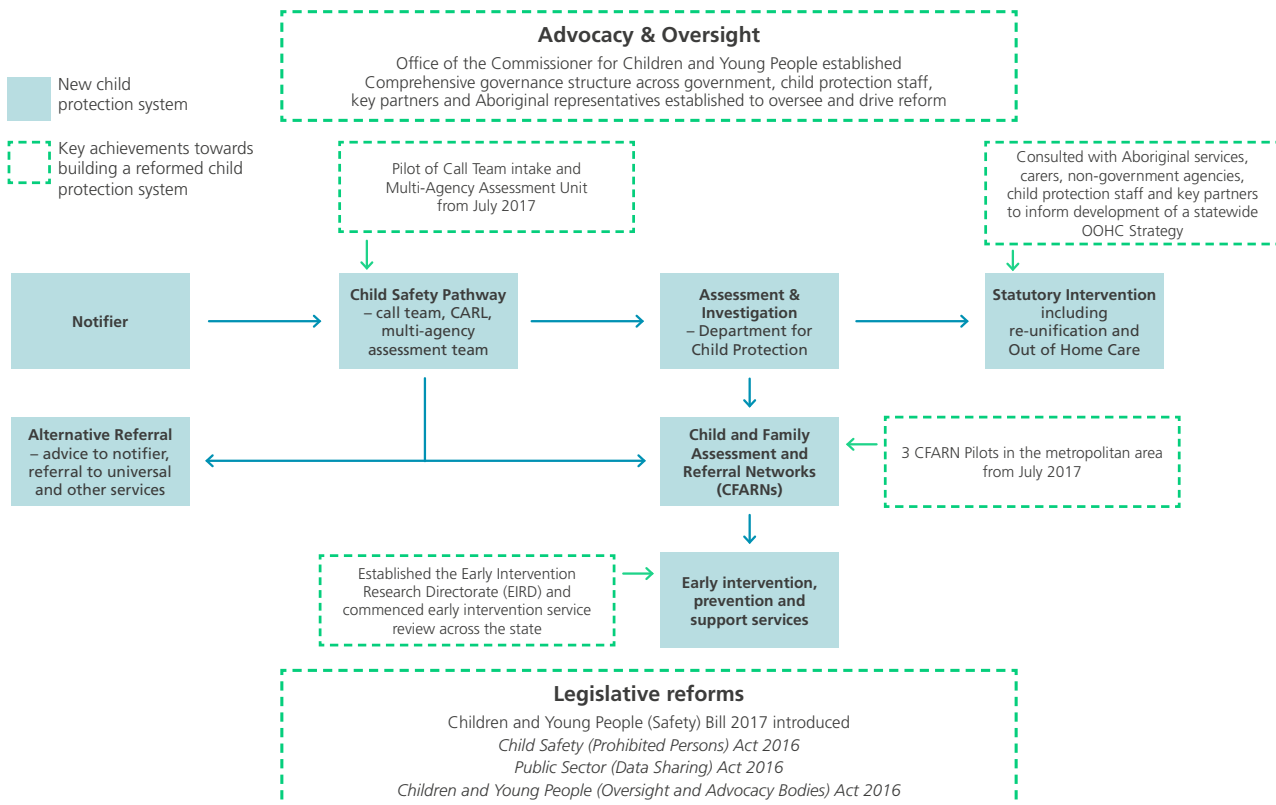 Advocacy & Oversight
Office of the Commissioner for Children and Young People established
Comprehensive governance structure across government, child protection staff,
key partners and Aboriginal representatives established to oversee and drive reform
New child
protection system
Key achievements towards
building a reformed child
protection system
Pilot of Call Team intake and
Multi-Agency Assessment Unit
from July 2017
Consulted with Aboriginal services,
carers, non-government agencies,
child protection staff and key partners
to inform development of a statewide
OOHC Strategy
Notifier
Child Safety Pathway
– call team, CARL,
multi-agency
assessment team
Assessment &
Investigation
– Department for
Child Protection
Statutory Intervention
including
re-unification and
Out of Home Care
Alternative Referral
– advice to notifier,
referral to universal
and other services
Child and Family
Assessment and
Referral Networks
(CFARNs)
3 CFARN Pilots in the metropolitan area
from July 2017
Established the Early Intervention
Research Directorate (EIRD) and
commenced early intervention service
review across the state
Early intervention,
prevention and
support services
Legislative reforms
Children and Young People (Safety) Bill 2017 introduced
Child Safety (Prohibited Persons) Act 2016
Public Sector (Data Sharing) Act 2016
Children and Young People (Oversight and Advocacy Bodies) Act 2016